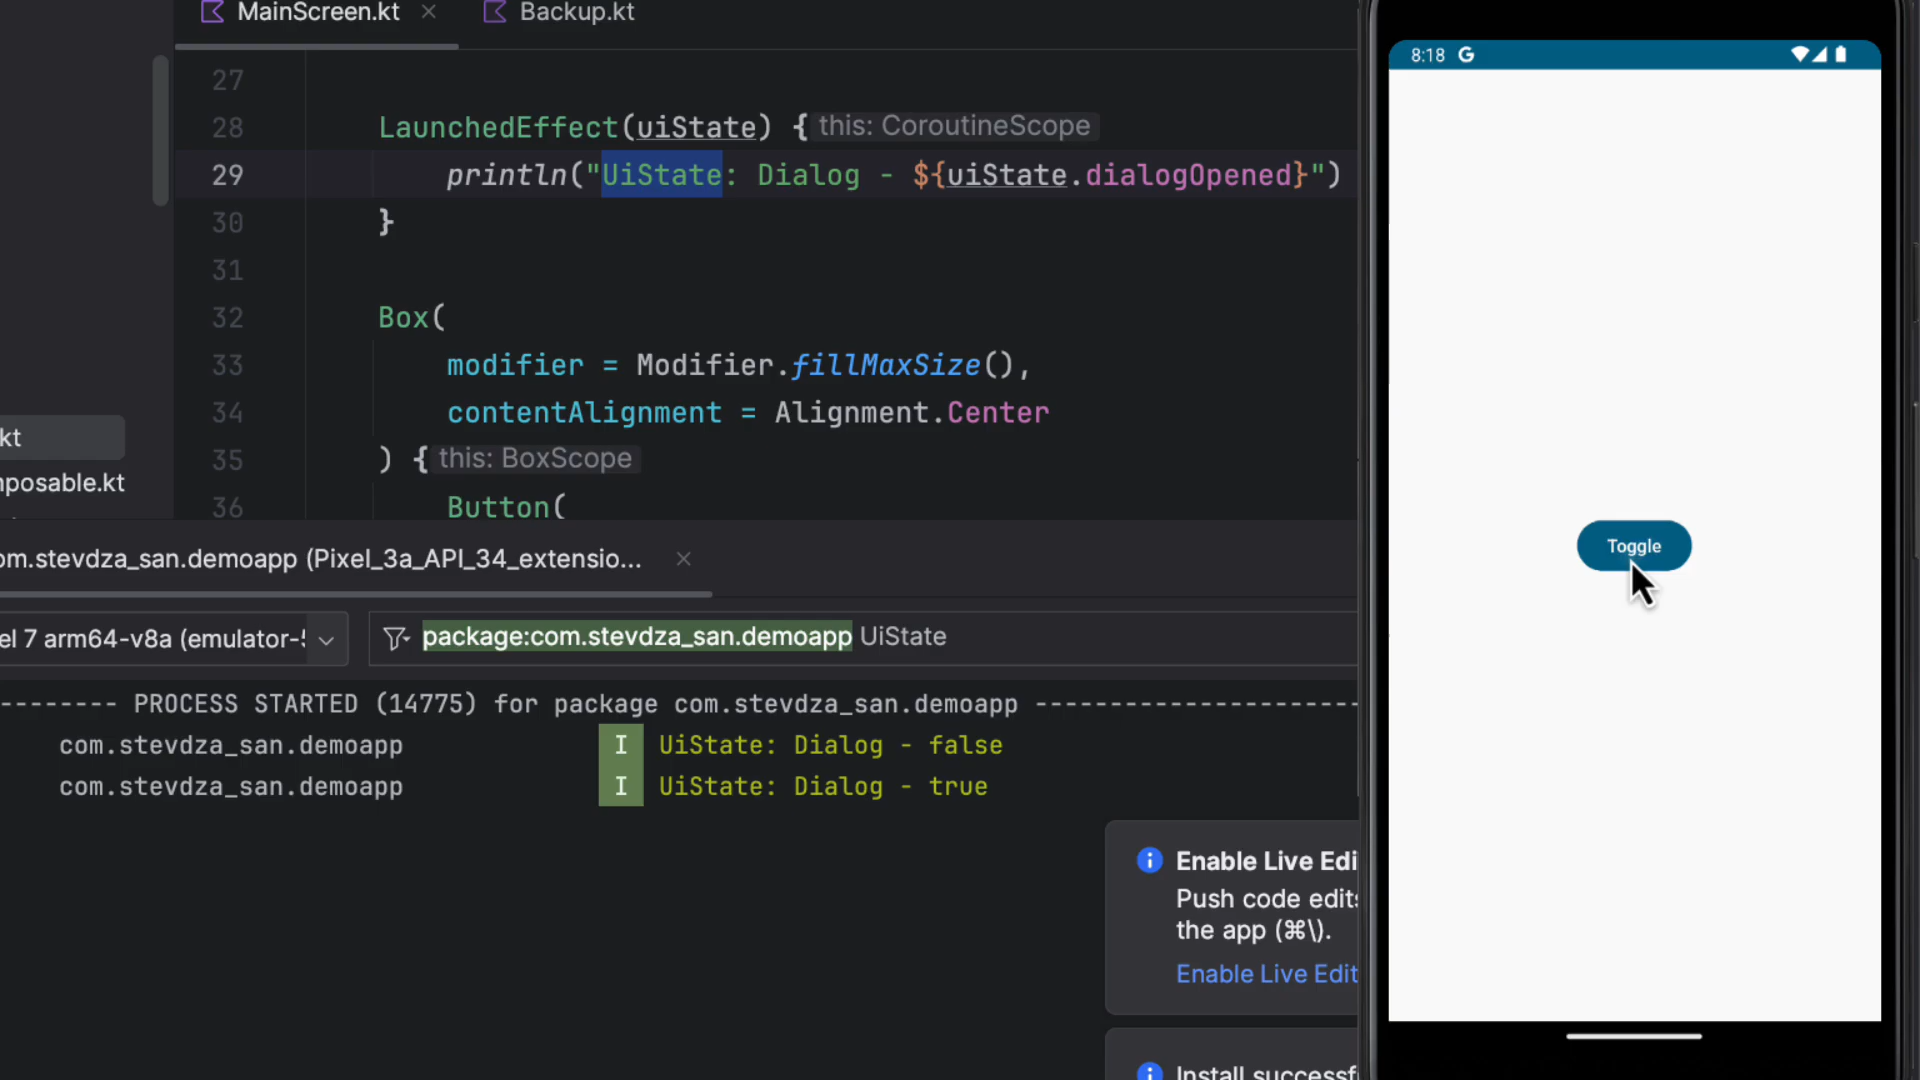 MainScreen.kt
Backup.kt
27
28 LaunchedEffect(uiState) { this: CoroutineScope
29 println("UiState: Dialog - ${uiState.dialogOpened}")
30 }
31
32 Box(
33 modifier = Modifier.fillMaxSize(),
34 contentAlignment = Alignment.Center
35 ) { this: BoxScope
36 Button(
kt
nposable.kt
om.stevdza_san.demoapp (Pixel_3a_API_34_extensio...
el 7 arm64-v8a (emulator-5
package:com.stevdza_san.demoapp UiState
-------- PROCESS STARTED (14775) for package com.stevdza_san.demoapp ----------------------
com.stevdza_san.demoapp I UiState: Dialog - false
com.stevdza_san.demoapp I UiState: Dialog - true
Enable Live Edi
Push code edits
the app (⌘\).
Enable Live Edit
Install successf
8:18 G
Toggle